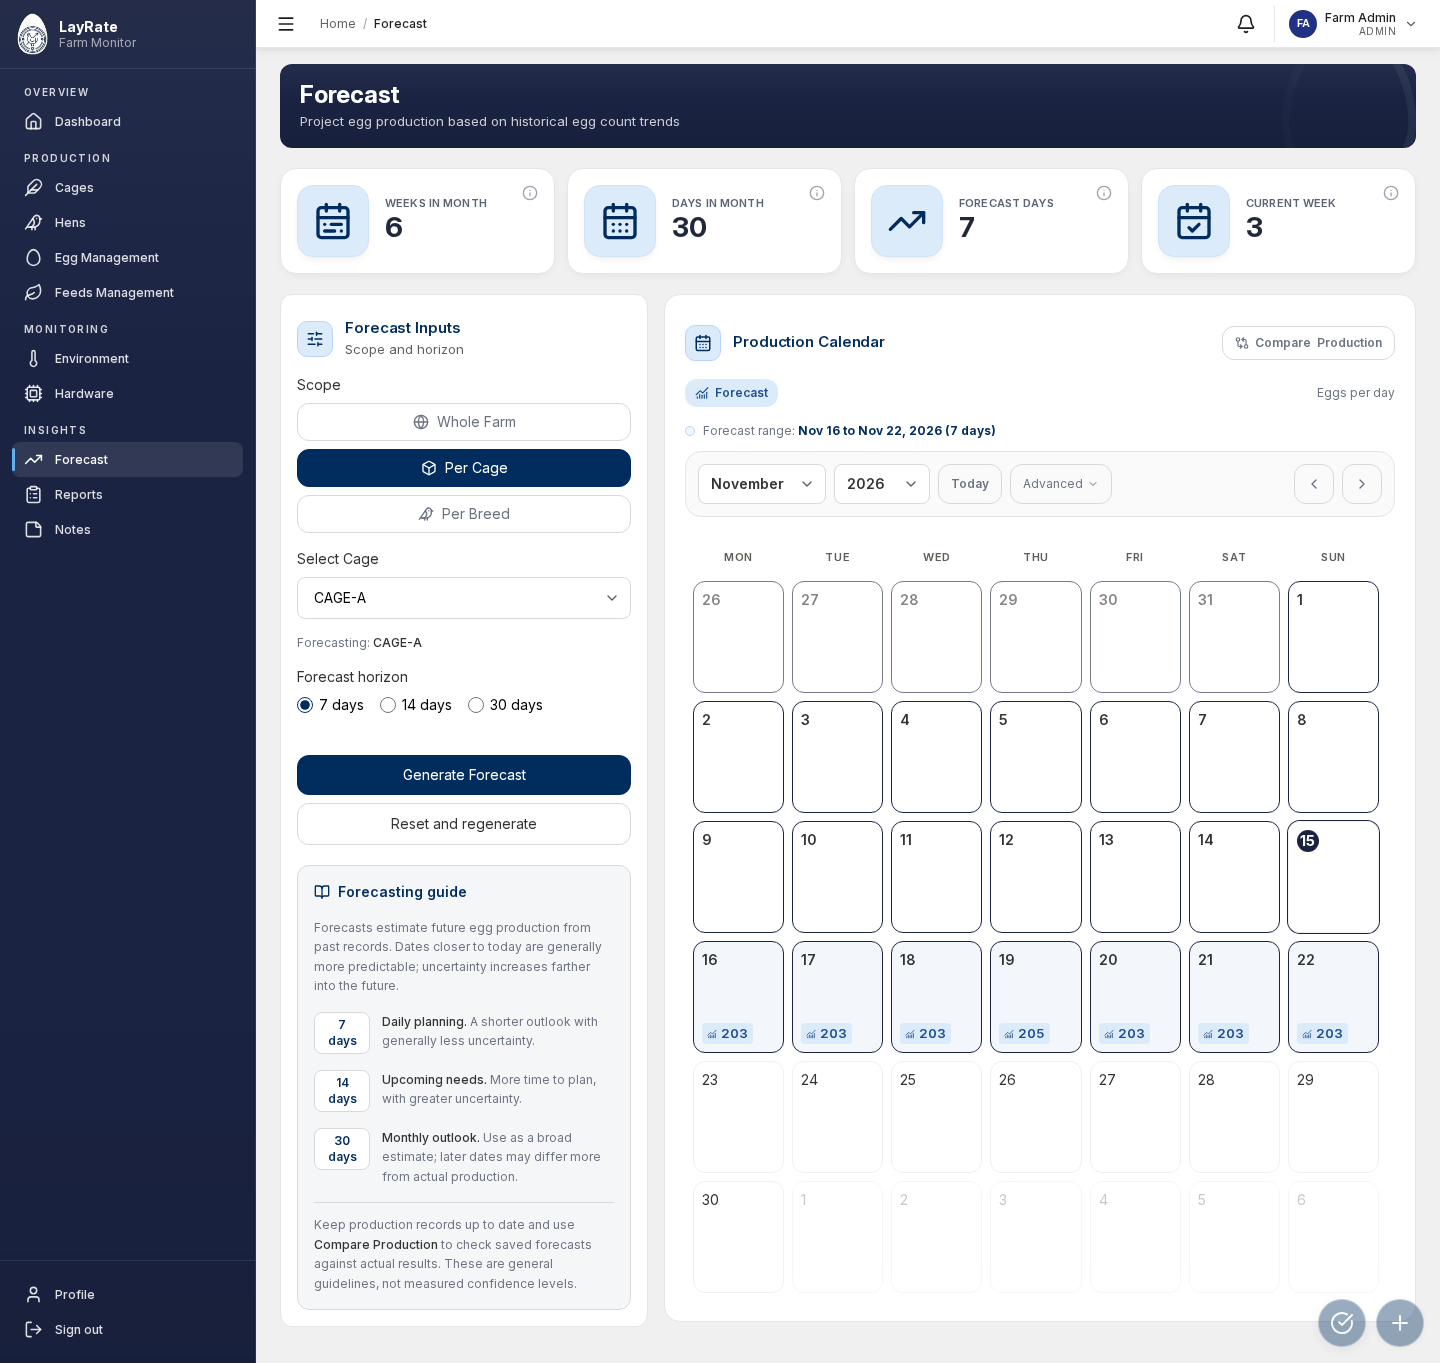 LayRate
Farm Monitor
OVERVIEW
Dashboard
PRODUCTION
Cages
Hens
Egg Management
Feeds Management
MONITORING
Environment
Hardware
INSIGHTS
Forecast
Reports
Notes
Profile
Sign out
Home / Forecast
FA
Farm Admin
ADMIN
Forecast
Project egg production based on historical egg count trends
WEEKS IN MONTH
6
DAYS IN MONTH
30
FORECAST DAYS
7
CURRENT WEEK
3
Forecast Inputs
Scope and horizon
Scope
Whole Farm
Per Cage
Per Breed
Select Cage
CAGE-A
Forecasting: CAGE-A
Forecast horizon
7 days 14 days 30 days
Generate Forecast
Reset and regenerate
Forecasting guide
Forecasts estimate future egg production from
past records. Dates closer to today are generally
more predictable; uncertainty increases farther
into the future.
7
days
Daily planning. A shorter outlook with
generally less uncertainty.
14
days
Upcoming needs. More time to plan,
with greater uncertainty.
30
days
Monthly outlook. Use as a broad
estimate; later dates may differ more
from actual production.
Keep production records up to date and use
Compare Production to check saved forecasts
against actual results. These are general
guidelines, not measured confidence levels.
Production Calendar
Compare Production
Forecast
Eggs per day
Forecast range: Nov 16 to Nov 22, 2026 (7 days)
November 2026 Today Advanced
MON TUE WED THU FRI SAT SUN
26 27 28 29 30 31 1
2 3 4 5 6 7 8
9 10 11 12 13 14 15
16 17 18 19 20 21 22
203 203 203 205 203 203 203
23 24 25 26 27 28 29
30 1 2 3 4 5 6